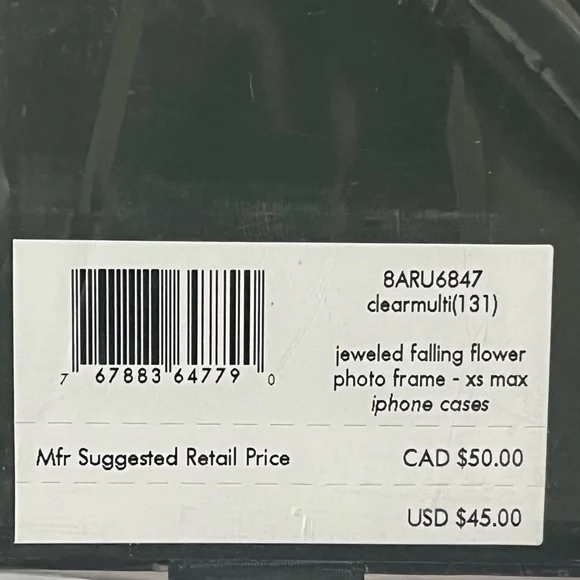 8ARU6847
clearmulti(131)
jeweled falling flower
photo frame - xs max
iphone cases
7 67883 64779 0
Mfr Suggested Retail Price CAD $50.00
USD $45.00